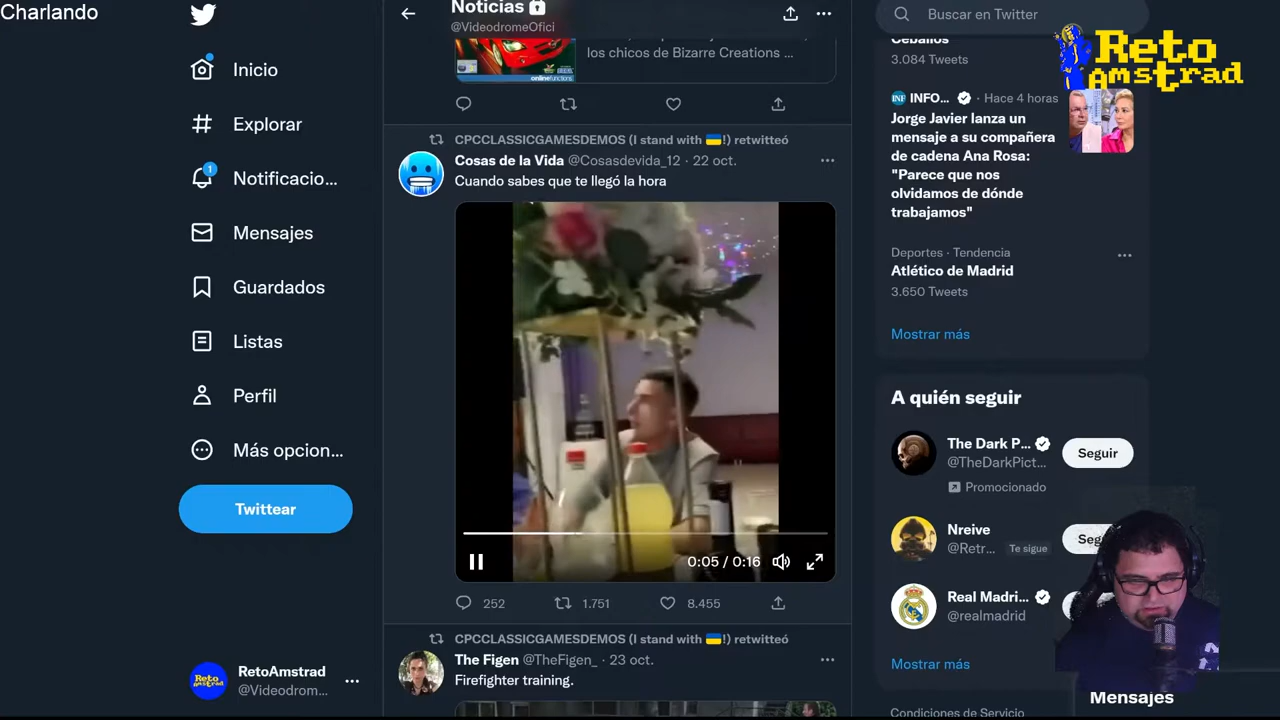 Charlando
Inicio
Explorar
1
Notificacio...
Mensajes
Guardados
Listas
Perfil
Más opcion...
Twittear
RetoAmstrad
@Videodrom...
Reto Amstrad
Noticias
@VideodromeOfici
los chicos de Bizarre Creations ...
onlinefunctions
CPCCLASSICGAMESDEMOS (I stand with 🇺🇦!) retwitteó
Cosas de la Vida @Cosasdevida_12 · 22 oct.
Cuando sabes que te llegó la hora
0:05 / 0:16
252
1.751
8.455
CPCCLASSICGAMESDEMOS (I stand with 🇺🇦!) retwitteó
The Figen @TheFigen_ · 23 oct.
Firefighter training.
Buscar en Twitter
Reto
Amstrad
Ceballos
3.084 Tweets
INFO... · Hace 4 horas
Jorge Javier lanza un
mensaje a su compañera
de cadena Ana Rosa:
"Parece que nos
olvidamos de dónde
trabajamos"
Deportes · Tendencia
Atlético de Madrid
3.650 Tweets
Mostrar más
A quién seguir
The Dark P...
@TheDarkPict...
Seguir
Promocionado
Nreive
@Retr... Te sigue
Seg
Real Madri...
@realmadrid
Mostrar más
Mensajes
Condiciones de Servicio